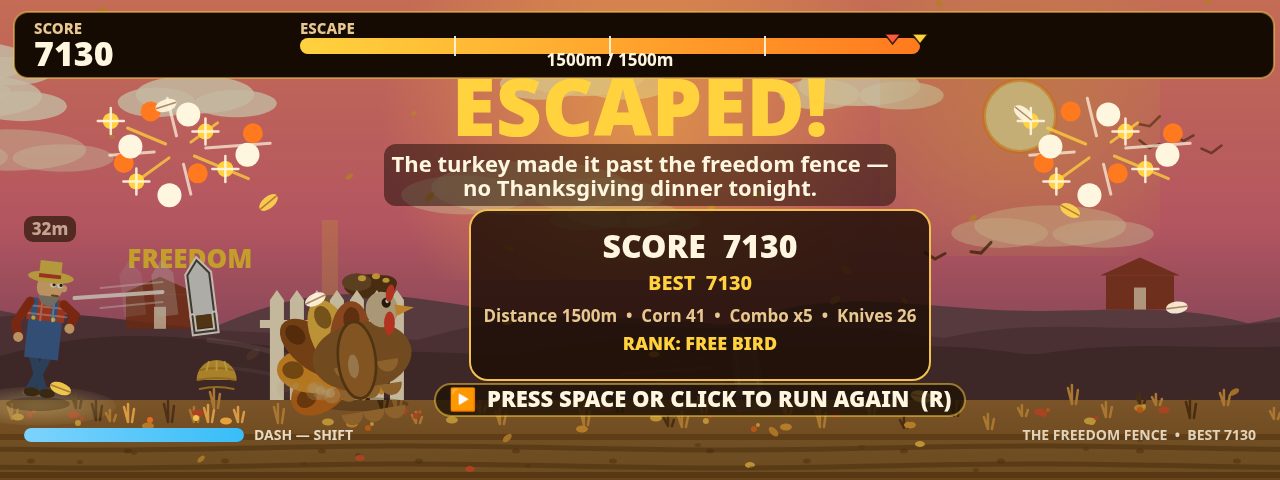 SCORE
7130
ESCAPE
1500m / 1500m
ESCAPED!
The turkey made it past the freedom fence —
no Thanksgiving dinner tonight.
32m
FREEDOM
SCORE 7130
BEST 7130
Distance 1500m • Corn 41 • Combo x5 • Knives 26
RANK: FREE BIRD
PRESS SPACE OR CLICK TO RUN AGAIN (R)
DASH — SHIFT
THE FREEDOM FENCE • BEST 7130